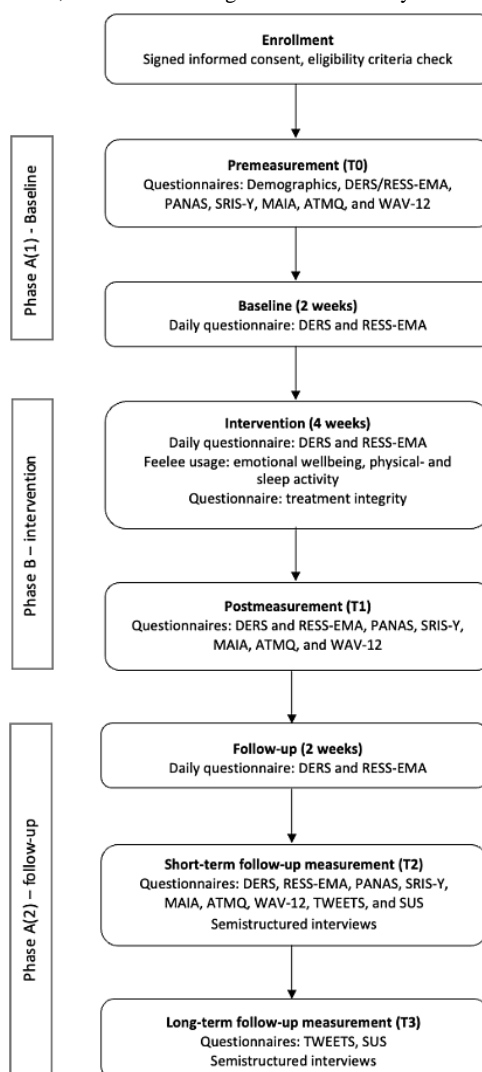 Enrollment
Signed informed consent, eligibility criteria check
Phase A(1) - Baseline
Premeasurement (T0)
Questionnaires: Demographics, DERS/RESS-EMA,
PANAS, SRIS-Y, MAIA, ATMQ, and WAV-12
Baseline (2 weeks)
Daily questionnaire: DERS and RESS-EMA
Phase B – intervention
Intervention (4 weeks)
Daily questionnaire: DERS and RESS-EMA
Feelee usage: emotional wellbeing, physical- and
sleep activity
Questionnaire: treatment integrity
Postmeasurement (T1)
Questionnaires: DERS and RESS-EMA, PANAS, SRIS-Y,
MAIA, ATMQ, and WAV-12
Phase A(2) – follow-up
Follow-up (2 weeks)
Daily questionnaire: DERS and RESS-EMA
Short-term follow-up measurement (T2)
Questionnaires: DERS, RESS-EMA, PANAS, SRIS-Y,
MAIA, ATMQ, WAV-12, TWEETS, and SUS
Semistructured interviews
Long-term follow-up measurement (T3)
Questionnaires: TWEETS, SUS
Semistructured interviews